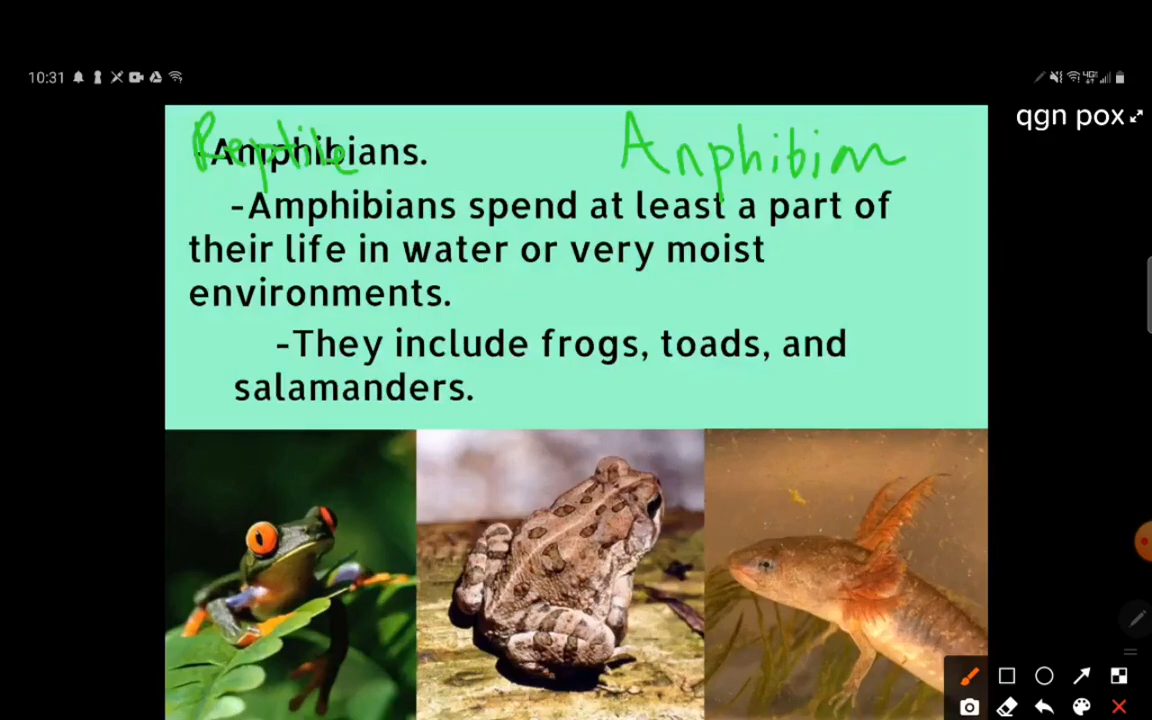 10:31
qgn pox
Reptile Anphibian
-Amphibians.
-Amphibians spend at least a part of
their life in water or very moist
environments.
-They include frogs, toads, and
salamanders.